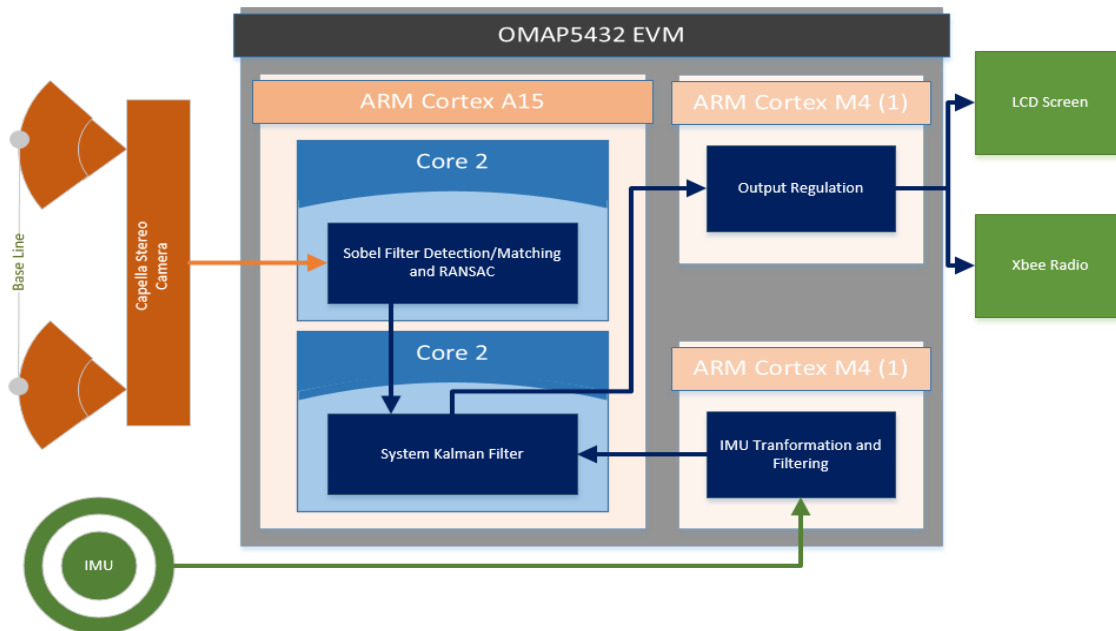 OMAP5432 EVM
ARM Cortex A15
ARM Cortex M4 (1)
LCD Screen
Core 2
Output Regulation
Sobel Filter Detection/Matching
and RANSAC
Xbee Radio
Base Line
Capella Stereo
Camera
Core 2
ARM Cortex M4 (1)
System Kalman Filter
IMU Tranformation and
Filtering
IMU